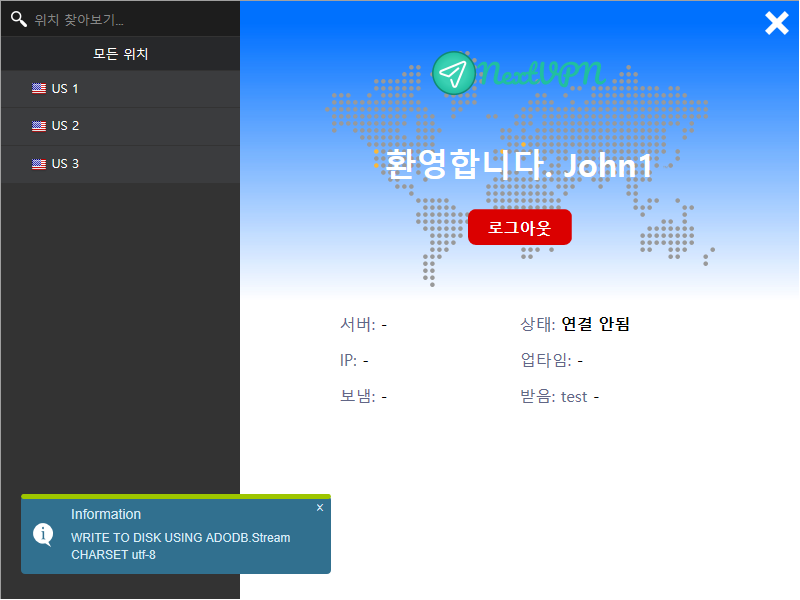 위치 찾아보기...
모든 위치
US 1
US 2
US 3
NextVPN
환영합니다. John1
로그아웃
서버: -
상태: 연결 안됨
IP: -
업타임: -
보냄: -
받음: test -
Information
x
WRITE TO DISK USING ADODB.Stream
CHARSET utf-8